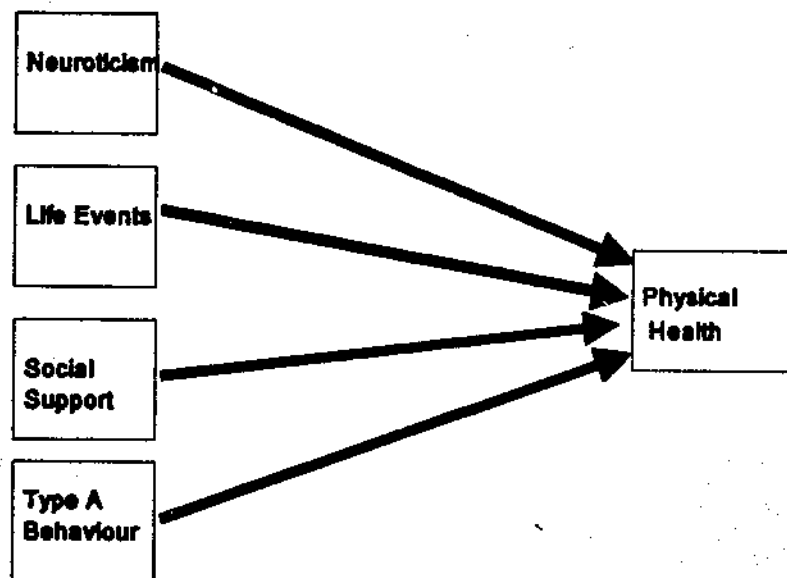 Neuroticism
Life Events
Social
Support
Type A
Behaviour
Physical
Health